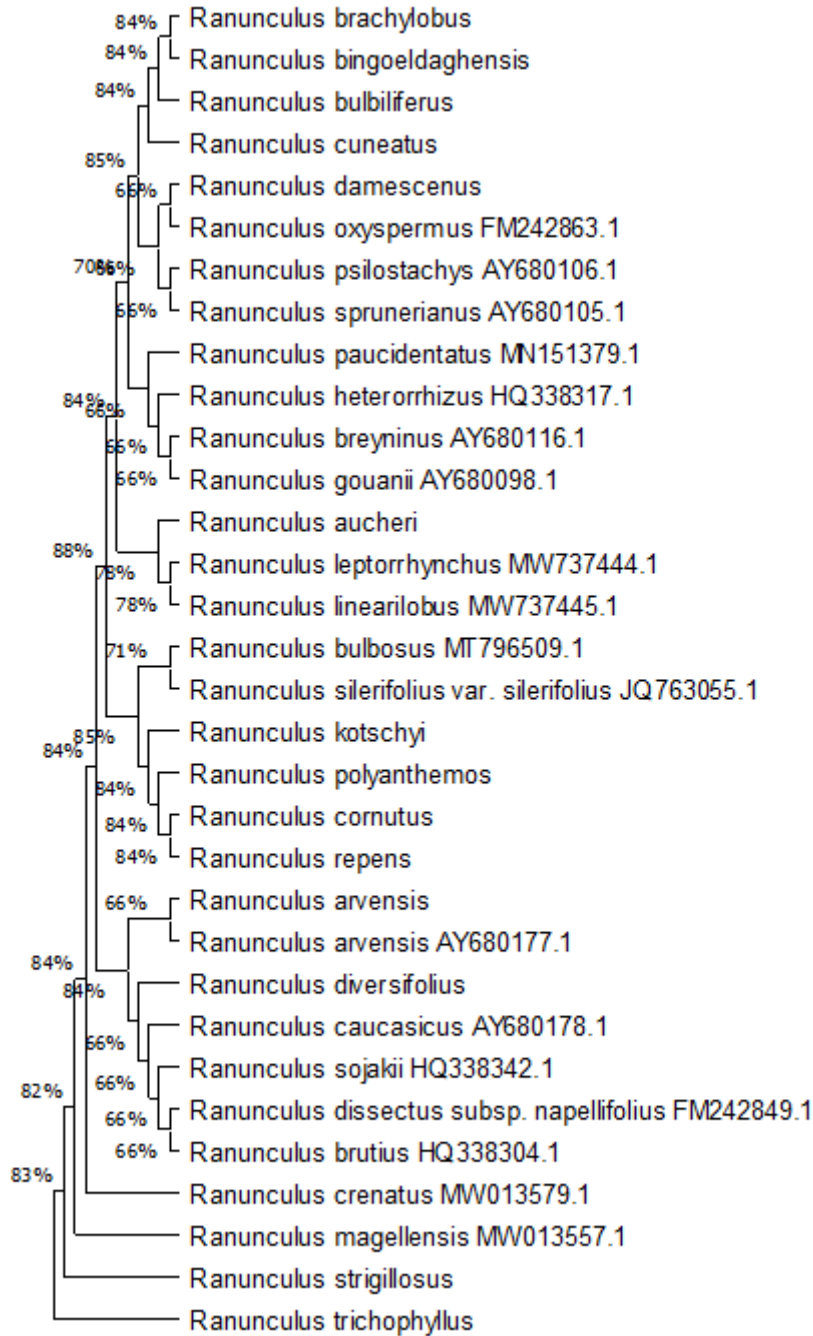 84% Ranunculus brachylobus
84% Ranunculus bingoeldaghensis
84% Ranunculus bulbiliferus
Ranunculus cuneatus
85%
66% Ranunculus damescenus
Ranunculus oxyspermus FM242863.1
70% 66% Ranunculus psilostachys AY680106.1
66% Ranunculus sprunerianus AY680105.1
Ranunculus paucidentatus MN151379.1
84% 66% Ranunculus heterorrhizus HQ338317.1
66% Ranunculus breyninus AY680116.1
66% Ranunculus gouanii AY680098.1
Ranunculus aucheri
88%
78% Ranunculus leptorrhynchus MW737444.1
78% Ranunculus linearilobus MW737445.1
71% Ranunculus bulbosus MT796509.1
Ranunculus silerifolius var. silerifolius JQ763055.1
85% Ranunculus kotschyi
84%
84% Ranunculus polyanthemos
84% Ranunculus cornutus
84% Ranunculus repens
66% Ranunculus arvensis
Ranunculus arvensis AY680177.1
84%
84% Ranunculus diversifolius
66% Ranunculus caucasicus AY680178.1
66% Ranunculus sojakii HQ338342.1
82%
66% Ranunculus dissectus subsp. napellifolius FM242849.1
66% Ranunculus brutius HQ338304.1
83%
Ranunculus crenatus MW013579.1
Ranunculus magellensis MW013557.1
Ranunculus strigillosus
Ranunculus trichophyllus